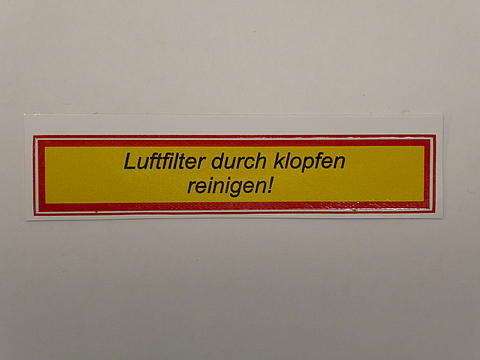 Luftfilter durch klopfen
reinigen!